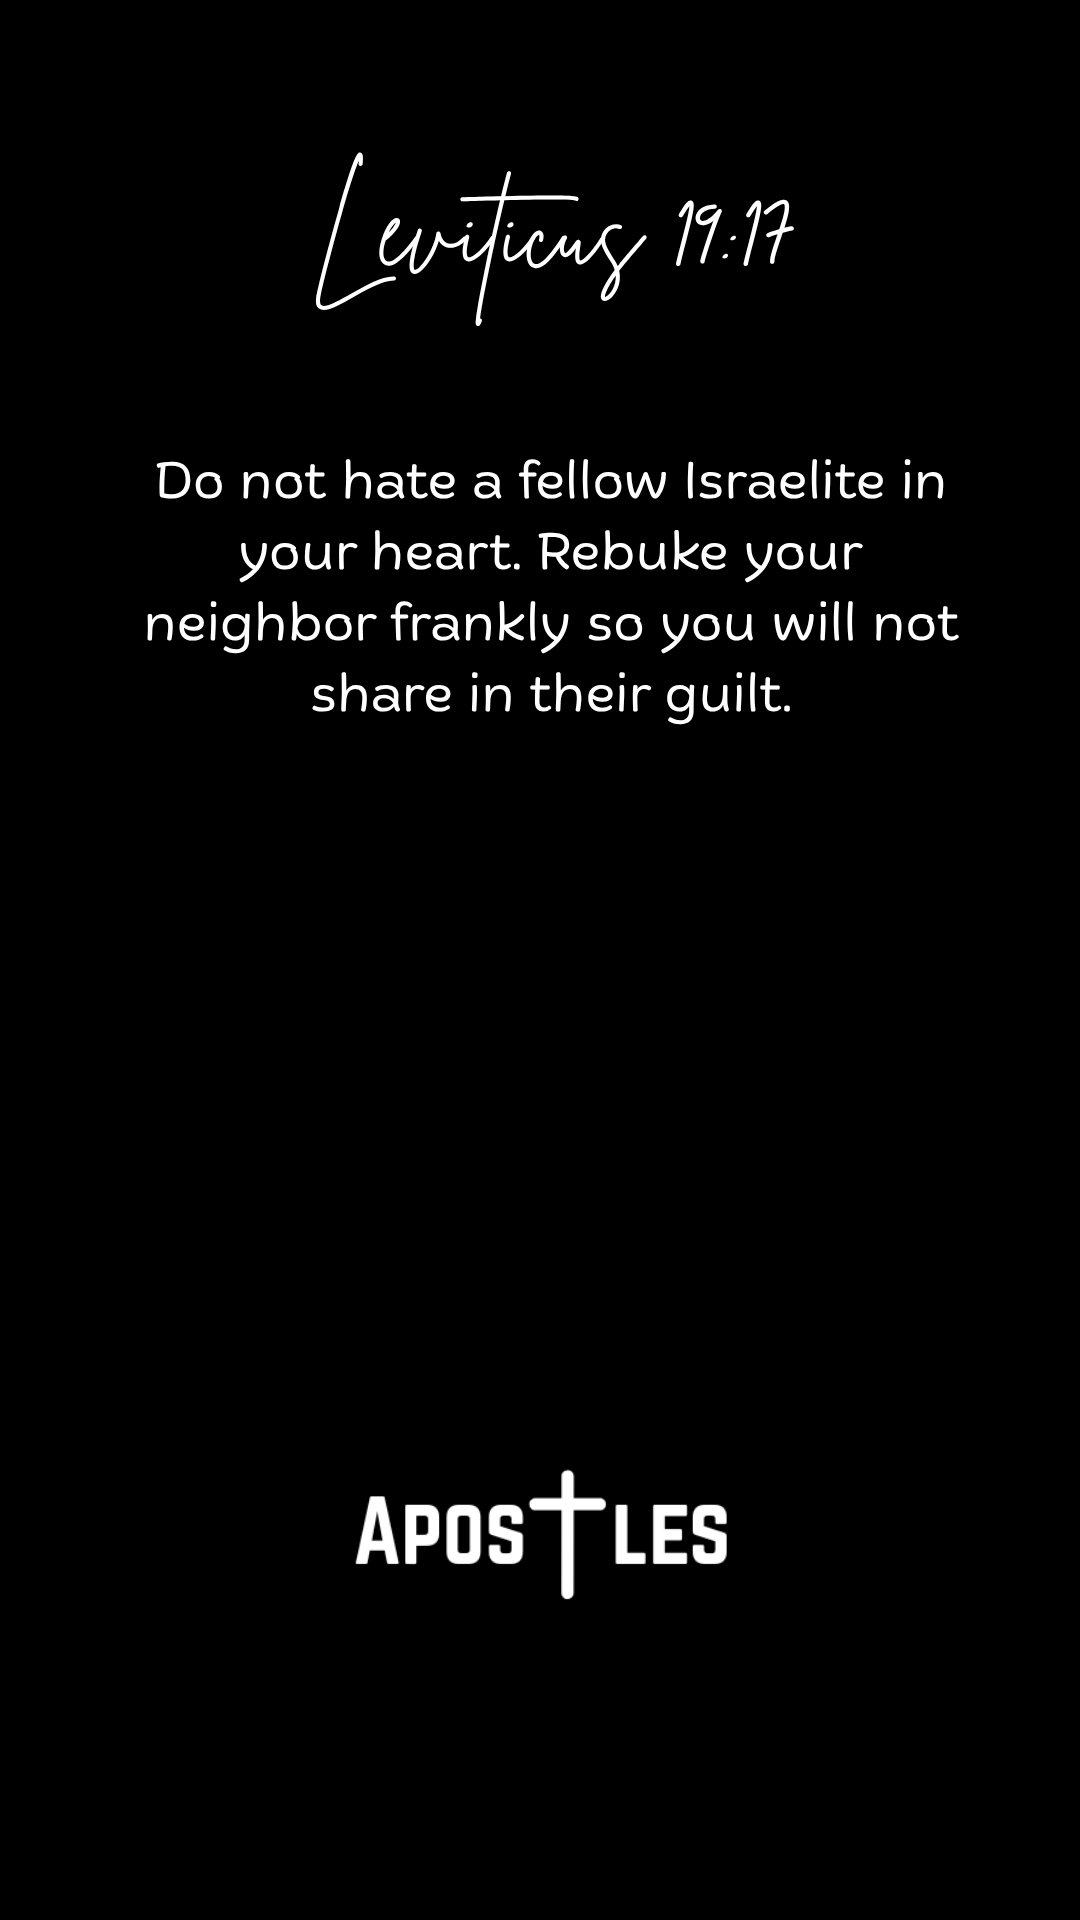 Leviticus 19:17
Do not hate a fellow Israelite in
your heart. Rebuke your
neighbor frankly so you will not
share in their guilt.
Apostles